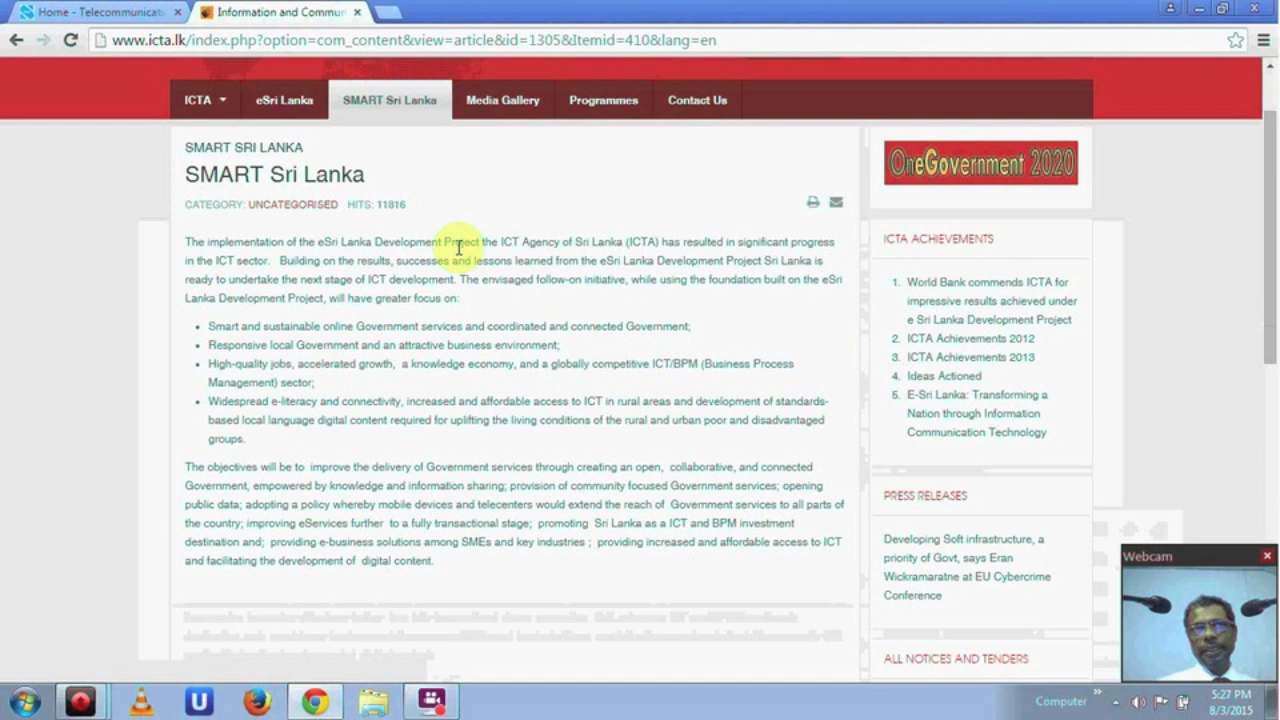 Home - Telecommunicati
Information and Commun
www.icta.lk/index.php?option=com_content&view=article&id=1305&Itemid=410&lang=en
ICTA
eSri Lanka
SMART Sri Lanka
Media Gallery
Programmes
Contact Us
SMART SRI LANKA
SMART Sri Lanka
CATEGORY: UNCATEGORISED HITS: 11816
The implementation of the eSri Lanka Development Project the ICT Agency of Sri Lanka (ICTA) has resulted in significant progress
in the ICT sector. Building on the results, successes and lessons learned from the eSri Lanka Development Project Sri Lanka is
ready to undertake the next stage of ICT development. The envisaged follow-on initiative, while using the foundation built on the eSri
Lanka Development Project, will have greater focus on:
• Smart and sustainable online Government services and coordinated and connected Government;
• Responsive local Government and an attractive business environment;
• High-quality jobs, accelerated growth, a knowledge economy, and a globally competitive ICT/BPM (Business Process
Management) sector;
• Widespread e-literacy and connectivity, increased and affordable access to ICT in rural areas and development of standards-
based local language digital content required for uplifting the living conditions of the rural and urban poor and disadvantaged
groups.
The objectives will be to improve the delivery of Government services through creating an open, collaborative, and connected
Government, empowered by knowledge and information sharing; provision of community focused Government services; opening
public data; adopting a policy whereby mobile devices and telecenters would extend the reach of Government services to all parts of
the country; improving eServices further to a fully transactional stage; promoting Sri Lanka as a ICT and BPM investment
destination and; providing e-business solutions among SMEs and key industries ; providing increased and affordable access to ICT
and facilitating the development of digital content.
OneGovernment 2020
ICTA ACHIEVEMENTS
1. World Bank commends ICTA for
impressive results achieved under
e Sri Lanka Development Project
2. ICTA Achievements 2012
3. ICTA Achievements 2013
4. Ideas Actioned
5. E-Sri Lanka: Transforming a
Nation through Information
Communication Technology
PRESS RELEASES
Developing Soft infrastructure, a
priority of Govt, says Eran
Wickramaratne at EU Cybercrime
Conference
ALL NOTICES AND TENDERS
Webcam
Computer
5:27 PM
8/3/2015